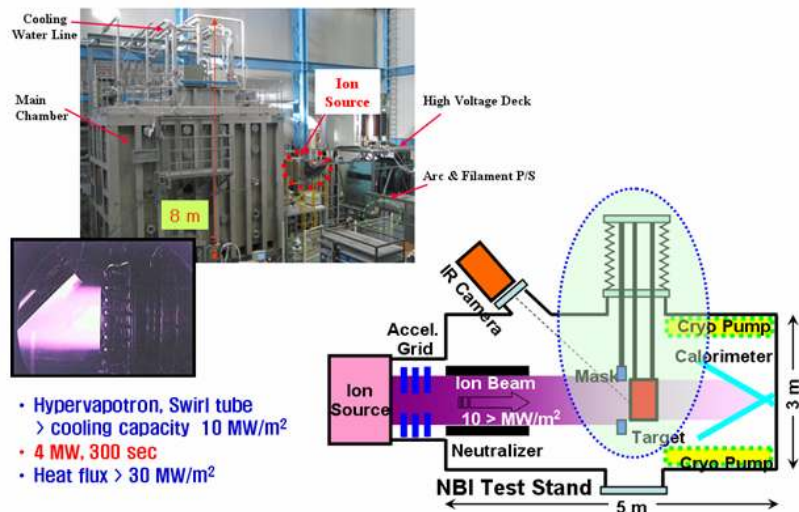 Cooling
Water Line
Main
Chamber
Ion
Source
High Voltage Deck
Arc & Filament P/S
8 m
• Hypervapotron, Swirl tube
> cooling capacity 10 MW/m²
• 4 MW, 300 sec
• Heat flux > 30 MW/m²
IR Camera
Accel.
Grid
Ion
Source
Ion Beam
10 > MW/m²
Neutralizer
Mask
Target
Cryo Pump
Calorimeter
Cryo Pump
3 m
NBI Test Stand
5 m